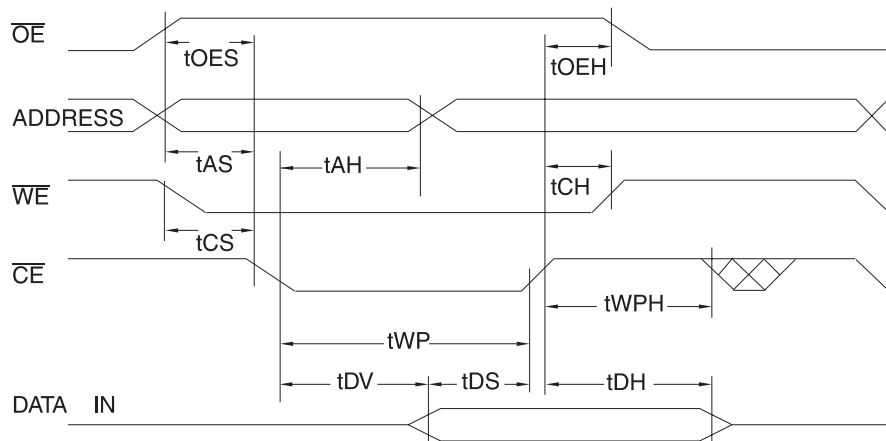 OE
tOES
tOEH
ADDRESS
tAS
tAH
tCH
WE
tCS
CE
tWPH
tWP
tDV
tDS
tDH
DATA IN